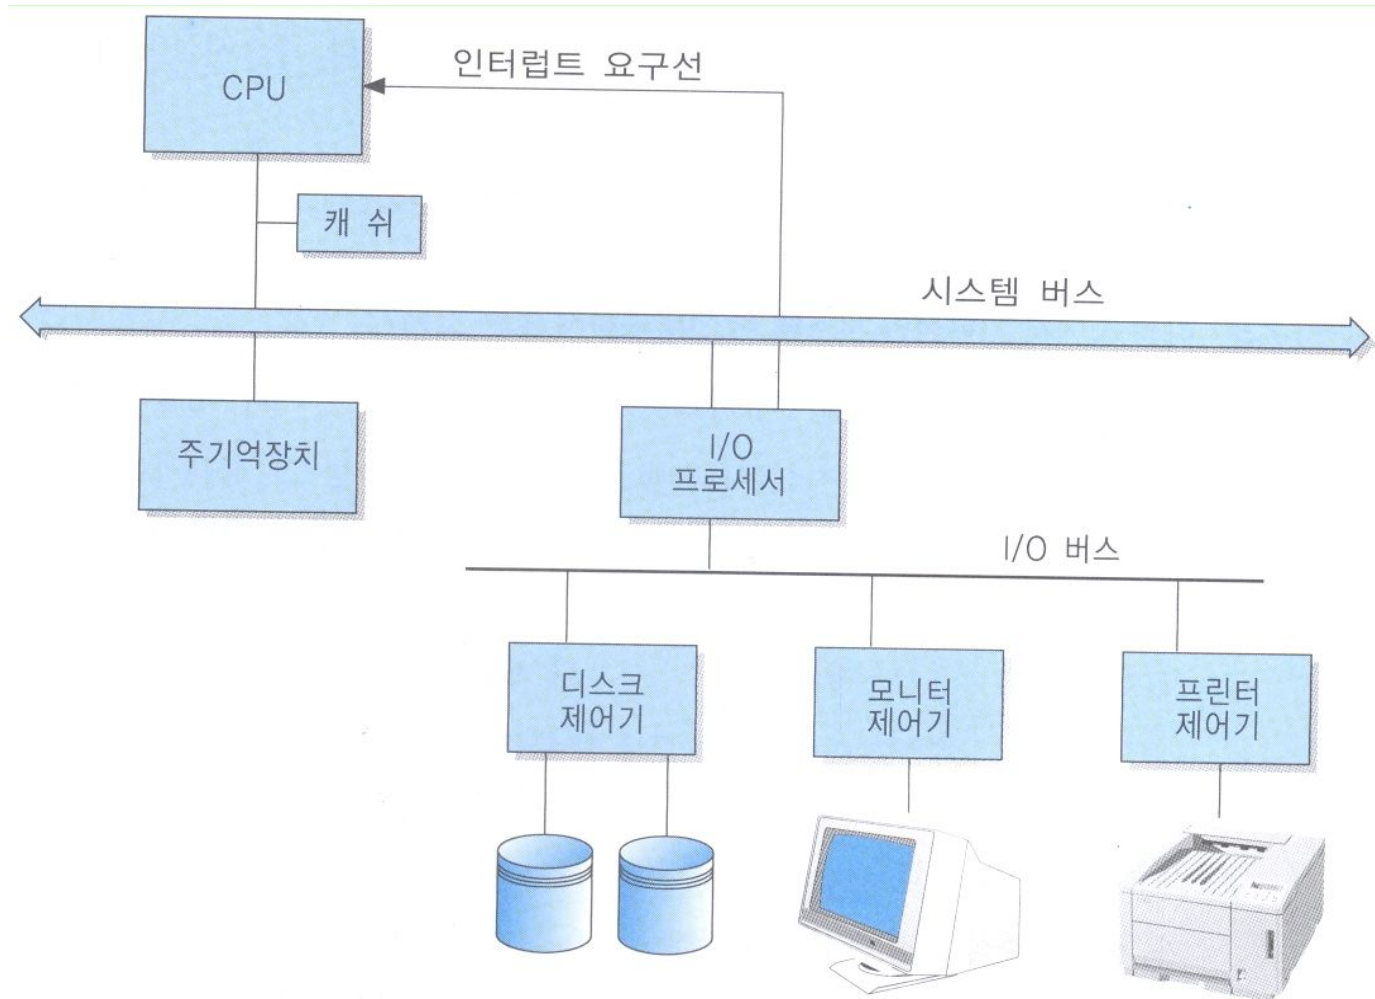 CPU
인터럽트 요구선
캐 쉬
시스템 버스
주기억장치
I/O
프로세서
I/O 버스
디스크
제어기
모니터
제어기
프린터
제어기